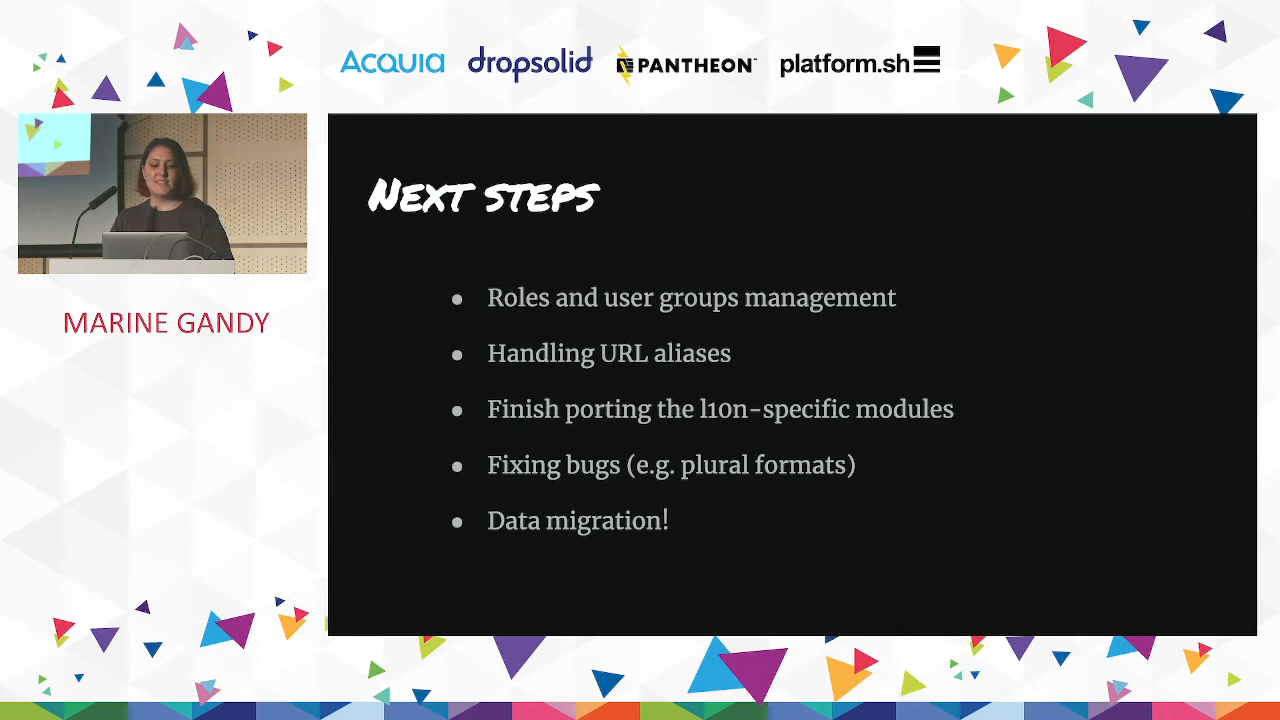 ACQUIA dropsolid PANTHEON platform.sh
MARINE GANDY
NEXT STEPS
● Roles and user groups management
● Handling URL aliases
● Finish porting the l10n-specific modules
● Fixing bugs (e.g. plural formats)
● Data migration!